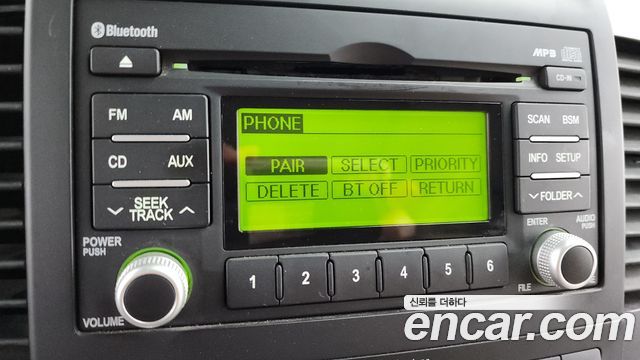 Bluetooth
MP3
CD-IN
FM AM
CD AUX
SEEK
TRACK
POWER
PUSH
VOLUME
PHONE
PAIR SELECT PRIORITY
DELETE BT OFF RETURN
1 2 3 4 5 6
SCAN BSM
INFO SETUP
FOLDER
ENTER
AUDIO
PUSH
FILE
신뢰를 더하다
encar.com